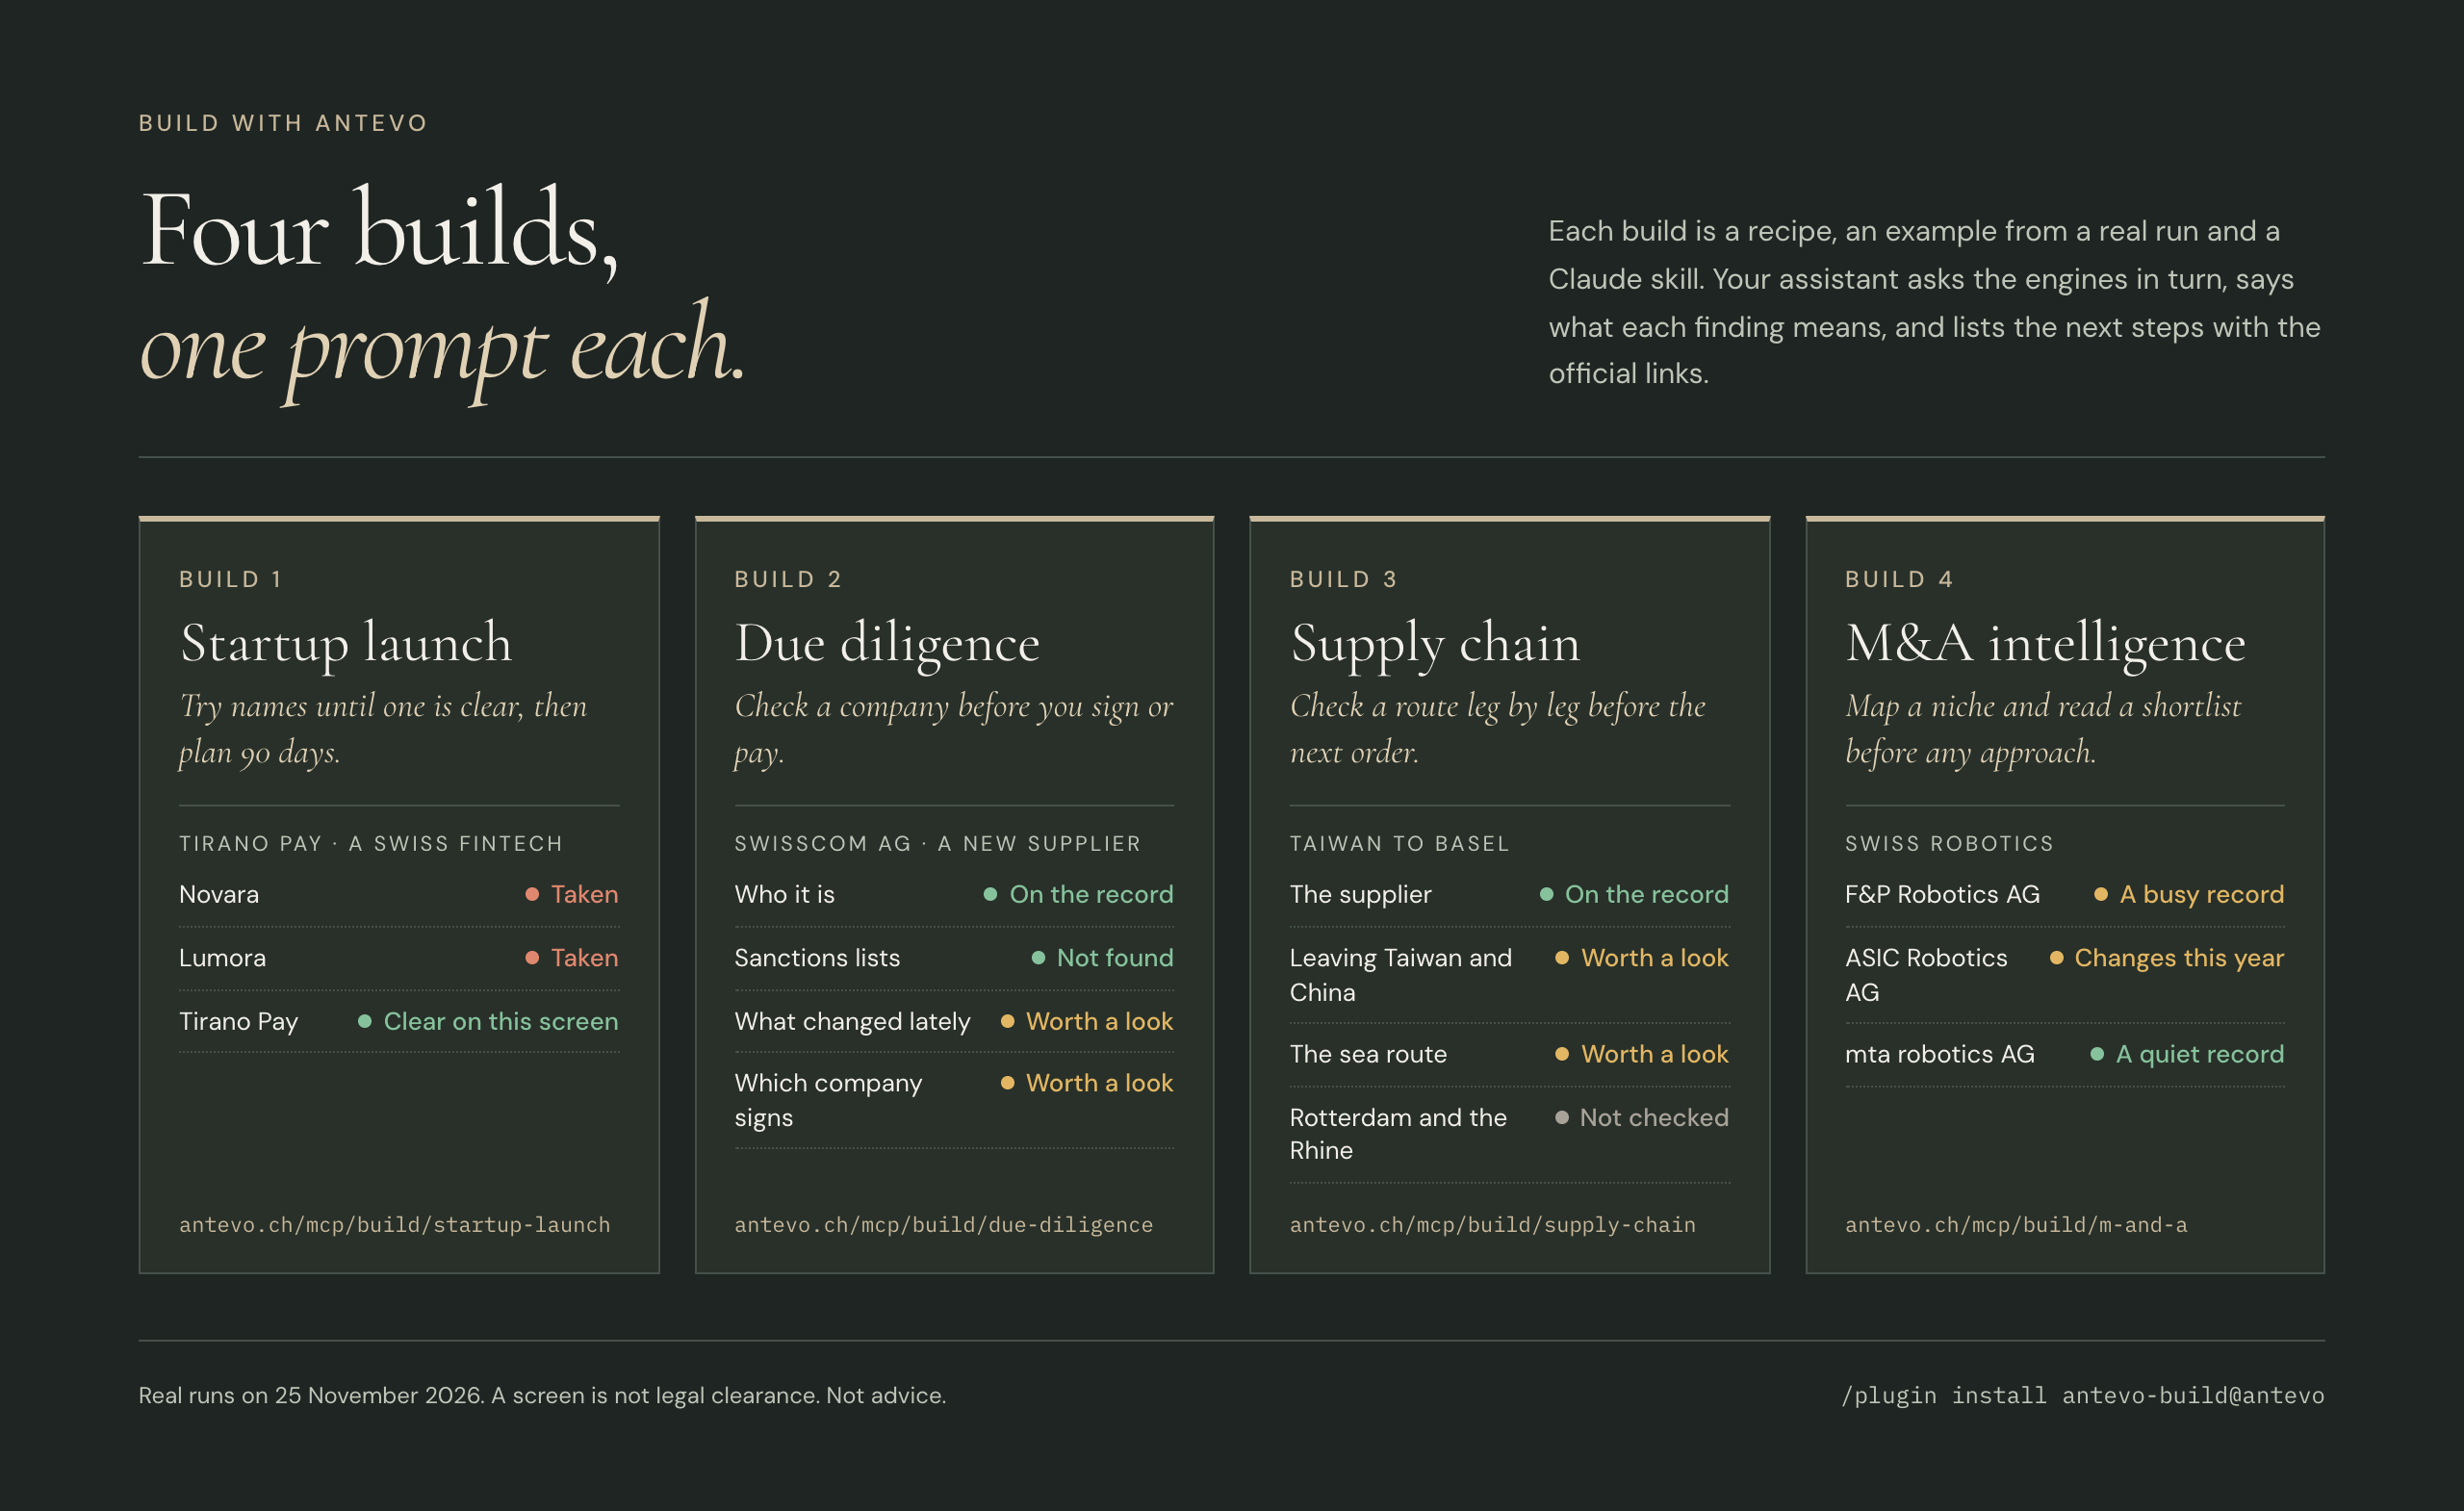 BUILD WITH ANTEVO
Four builds,
one prompt each.
Each build is a recipe, an example from a real run and a
Claude skill. Your assistant asks the engines in turn, says
what each finding means, and lists the next steps with the
official links.
BUILD 1
Startup launch
Try names until one is clear, then
plan 90 days.
TIRANO PAY · A SWISS FINTECH
Novara Taken
Lumora Taken
Tirano Pay Clear on this screen
antevo.ch/mcp/build/startup-launch
BUILD 2
Due diligence
Check a company before you sign or
pay.
SWISSCOM AG · A NEW SUPPLIER
Who it is On the record
Sanctions lists Not found
What changed lately Worth a look
Which company Worth a look
signs
antevo.ch/mcp/build/due-diligence
BUILD 3
Supply chain
Check a route leg by leg before the
next order.
TAIWAN TO BASEL
The supplier On the record
Leaving Taiwan and Worth a look
China
The sea route Worth a look
Rotterdam and the Not checked
Rhine
antevo.ch/mcp/build/supply-chain
BUILD 4
M&A intelligence
Map a niche and read a shortlist
before any approach.
SWISS ROBOTICS
F&P Robotics AG A busy record
ASIC Robotics Changes this year
AG
mta robotics AG A quiet record
antevo.ch/mcp/build/m-and-a
Real runs on 25 November 2026. A screen is not legal clearance. Not advice.
/plugin install antevo-build@antevo